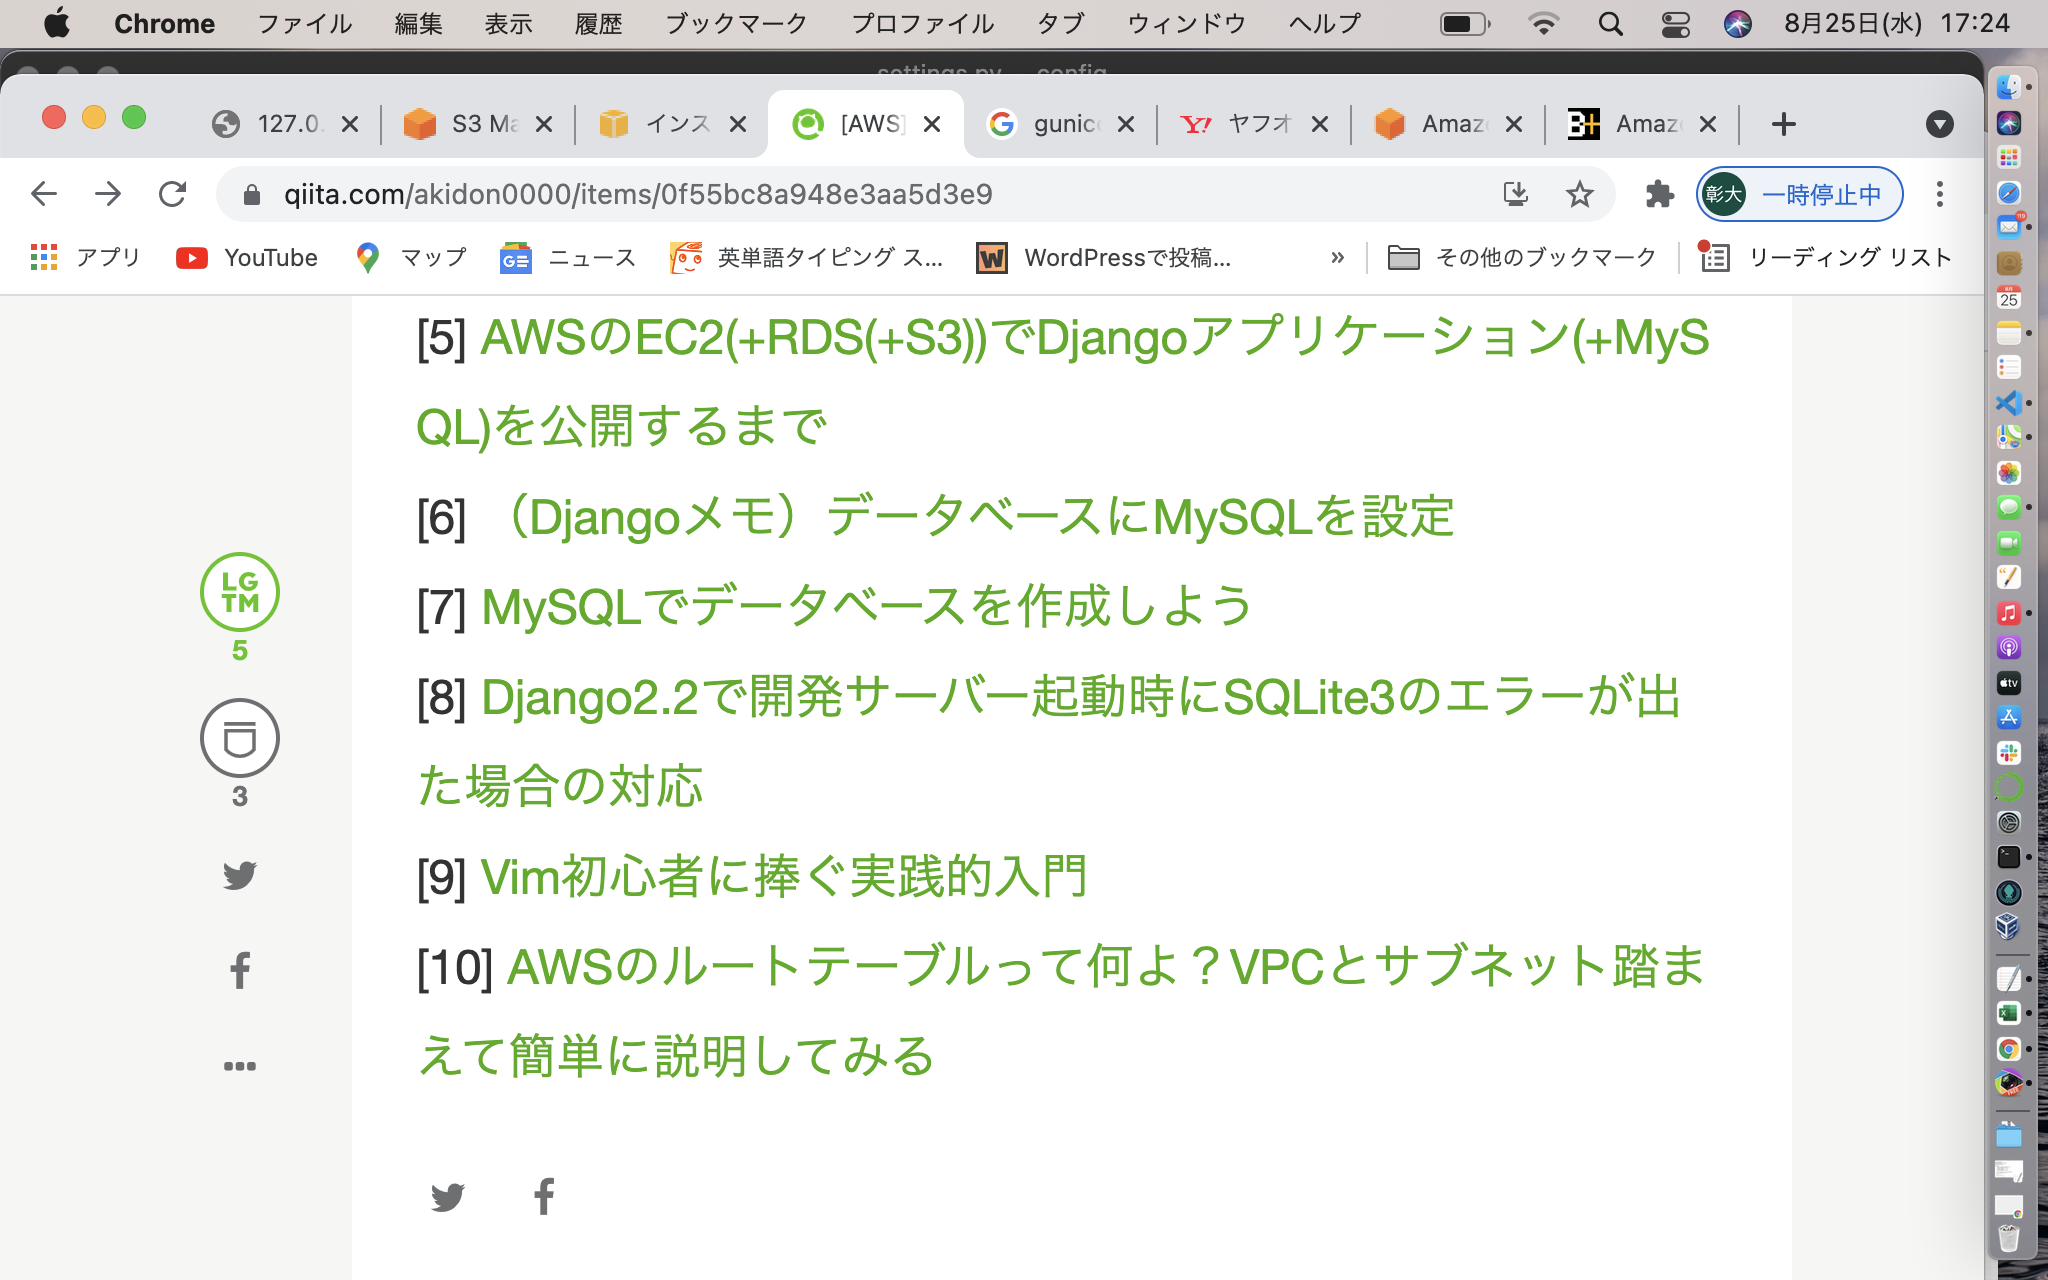 Chrome ファイル 編集 表示 履歴 ブックマーク プロファイル タブ ウィンドウ ヘルプ 8月25日(水) 17:24
settings.py — config
127.0. S3 Ma インス [AWS] gunic ヤフオ Amaz Amaz
qiita.com/akidon0000/items/0f55bc8a948e3aa5d3e9 彰大 一時停止中
アプリ YouTube マップ ニュース 英単語タイピング ス... WordPressで投稿... » その他のブックマーク リーディング リスト
[5] AWSのEC2(+RDS(+S3))でDjangoアプリケーション(+MyS
QL)を公開するまで
[6] （Djangoメモ）データベースにMySQLを設定
[7] MySQLでデータベースを作成しよう
[8] Django2.2で開発サーバー起動時にSQLite3のエラーが出
た場合の対応
[9] Vim初心者に捧ぐ実践的入門
[10] AWSのルートテーブルって何よ？VPCとサブネット踏ま
えて簡単に説明してみる
LG
TM
5
3
25
tv